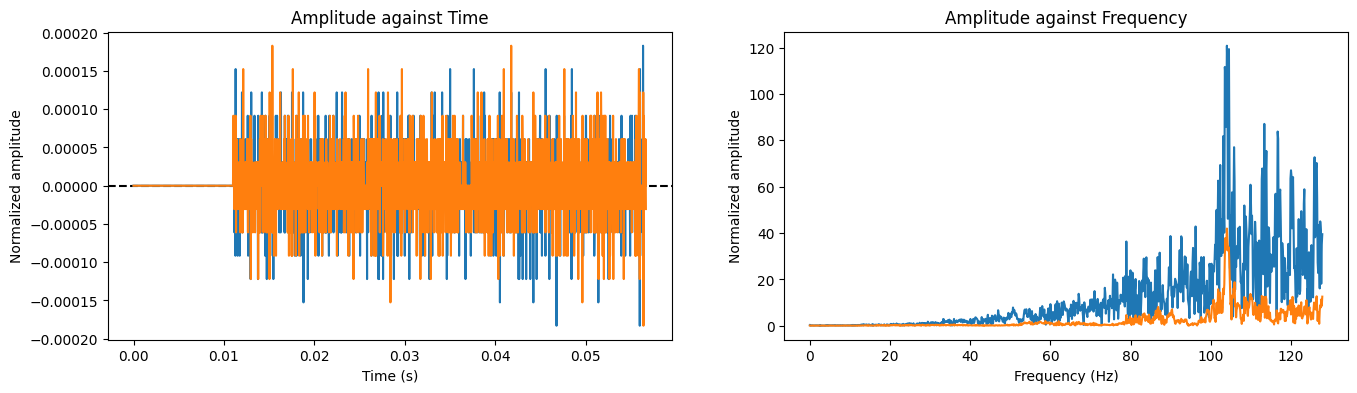 Amplitude against Time
Normalized amplitude
0.00020
0.00015
0.00010
0.00005
0.00000
−0.00005
−0.00010
−0.00015
−0.00020
0.00 0.01 0.02 0.03 0.04 0.05
Time (s)
Amplitude against Frequency
Normalized amplitude
120
100
80
60
40
20
0
0 20 40 60 80 100 120
Frequency (Hz)